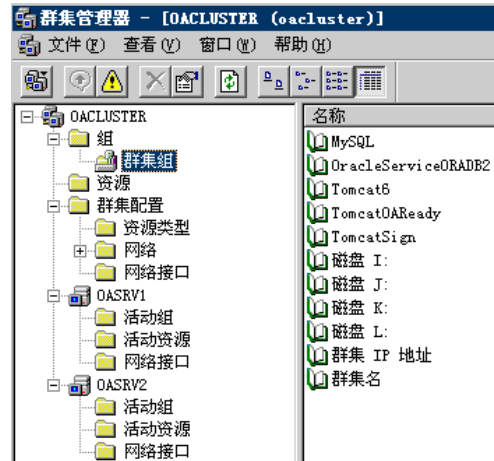 群集管理器 - [OACLUSTER (oacluster)]
文件(F) 查看(V) 窗口(W) 帮助(H)
OACLUSTER
组
群集组
资源
群集配置
资源类型
网络
网络接口
OASRV1
活动组
活动资源
网络接口
OASRV2
活动组
活动资源
网络接口
名称
MySQL
OracleServiceORADB2
Tomcat6
TomcatOAReady
TomcatSign
磁盘 I:
磁盘 J:
磁盘 K:
磁盘 L:
群集 IP 地址
群集名